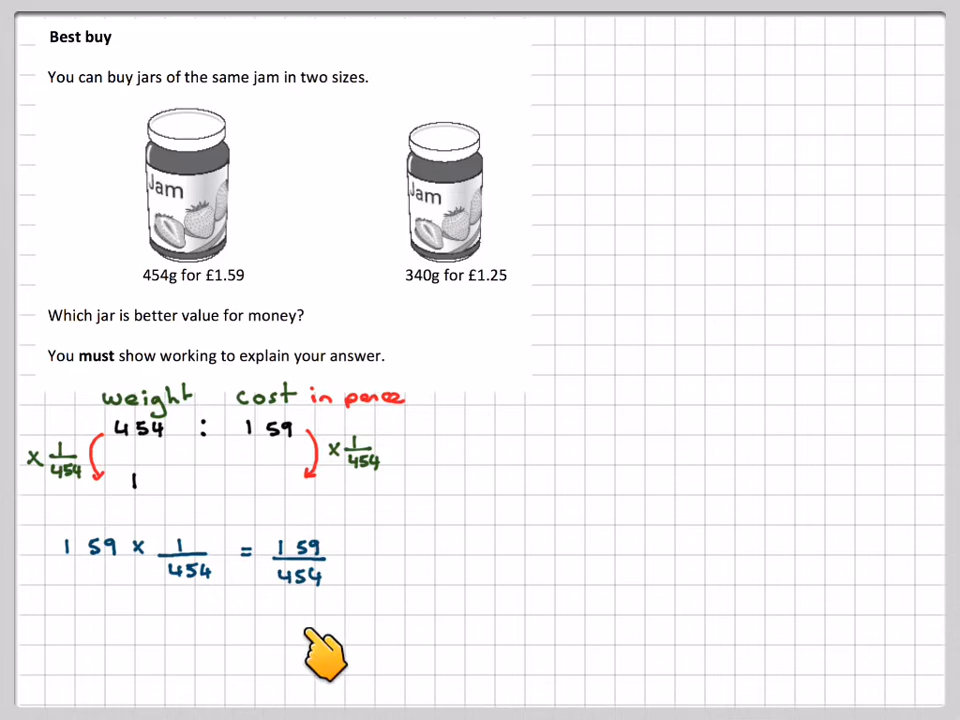 Best buy
You can buy jars of the same jam in two sizes.
Jam
Jam
454g for £1.59
340g for £1.25
Which jar is better value for money?
You must show working to explain your answer.
weight cost in pence
454 : 159
× 1/454 × 1/454
1
159 × 1/454 = 159/454